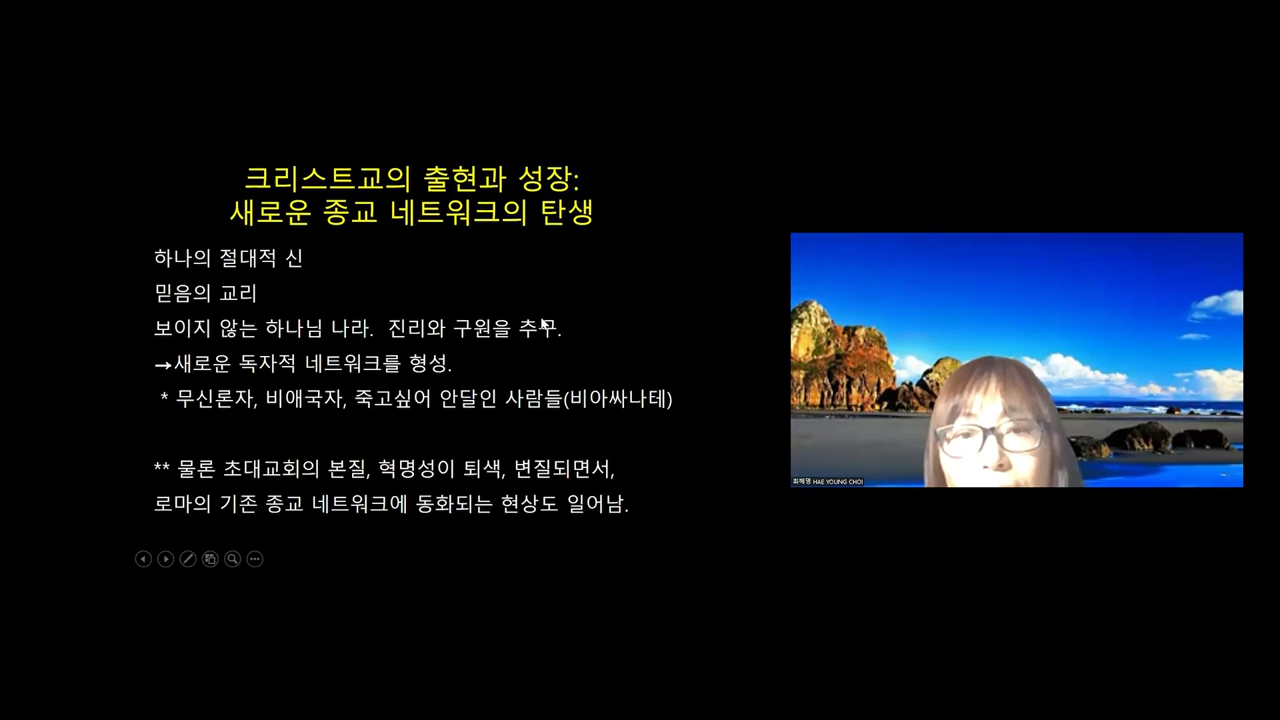 크리스트교의 출현과 성장:
새로운 종교 네트워크의 탄생
하나의 절대적 신
믿음의 교리
보이지 않는 하나님 나라. 진리와 구원을 추구.
→새로운 독자적 네트워크를 형성.
* 무신론자, 비애국자, 죽고싶어 안달인 사람들(비아싸나테)
** 물론 초대교회의 본질, 혁명성이 퇴색, 변질되면서,
로마의 기존 종교 네트워크에 동화되는 현상도 일어남.
최혜영 HAE YOUNG CHOI